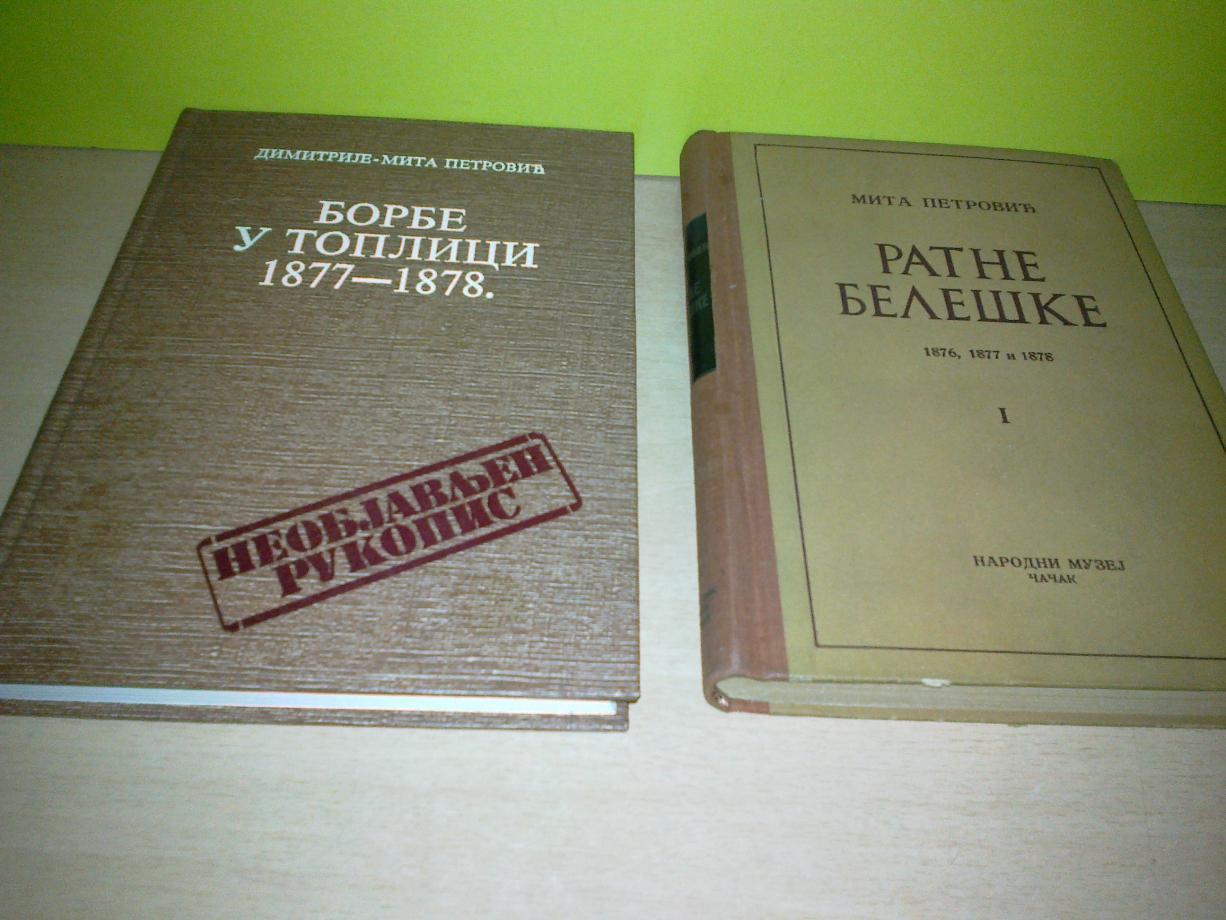 ДИМИТРИЈЕ-МИТА ПЕТРОВИЋ
БОРБЕ
У ТОПЛИЦИ
1877—1878.
НЕОБЈАВЉЕН
РУКОПИС
МИТА ПЕТРОВИЋ
РАТНЕ
БЕЛЕШКЕ
1876, 1877 и 1878
I
НАРОДНИ МУЗЕЈ
ЧАЧАК